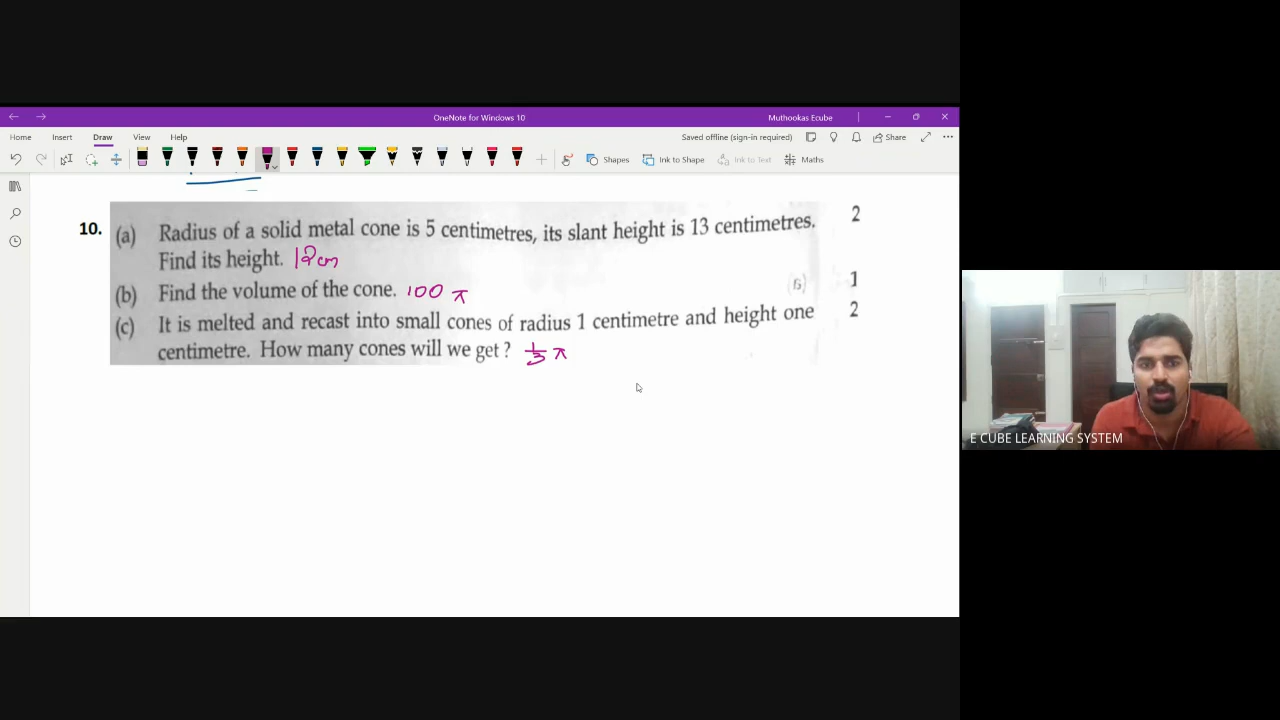 OneNote for Windows 10
Muthookas Ecube
Home Insert Draw View Help
Saved offline (sign-in required)
Share
Shapes
Ink to Shape
Ink to Text
Maths
10. (a) Radius of a solid metal cone is 5 centimetres, its slant height is 13 centimetres. 2
Find its height. 12cm
(b) Find the volume of the cone. 100 π 1
(c) It is melted and recast into small cones of radius 1 centimetre and height one 2
centimetre. How many cones will we get ? 1/3 π
E CUBE LEARNING SYSTEM